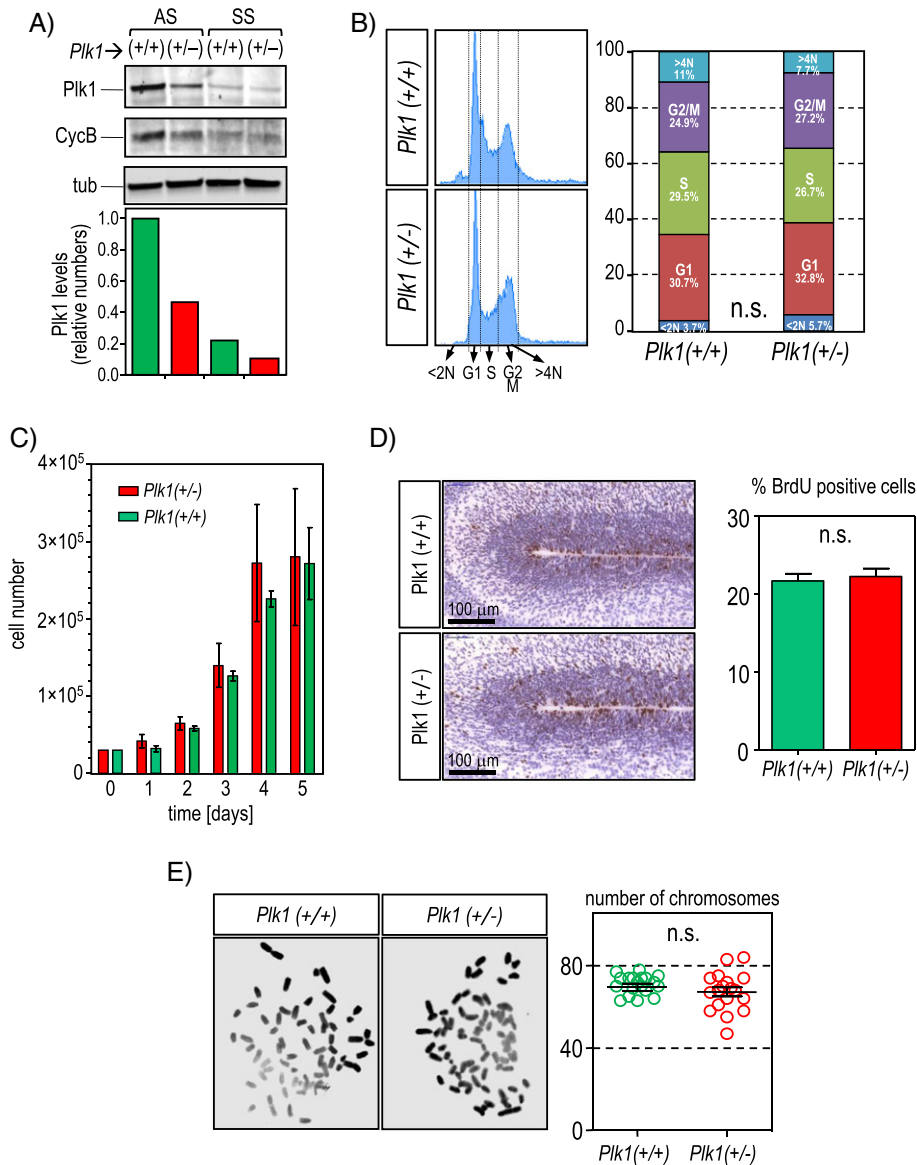 A)
AS SS
Plk1→ (+/+) (+/–) (+/+) (+/–)
Plk1
CycB
tub
Plk1 levels
(relative numbers)
1.0
0.8
0.6
0.4
0.2
0.0
B)
Plk1 (+/+)
Plk1 (+/-)
<2N G1 S G2 >4N
M
100
80
60
40
20
0
>4N
11%
G2/M
24.9%
S
29.5%
G1
30.7%
<2N 3.7%
>4N
7.7%
G2/M
27.2%
S
26.7%
G1
32.8%
<2N 5.7%
n.s.
Plk1(+/+) Plk1(+/-)
C)
4×10⁵
3×10⁵
2×10⁵
1×10⁵
0
cell number
Plk1(+/-)
Plk1(+/+)
0 1 2 3 4 5
time [days]
D)
Plk1 (+/+)
100 µm
Plk1 (+/-)
100 µm
% BrdU positive cells
30
20
10
0
n.s.
Plk1(+/+) Plk1(+/-)
E)
Plk1 (+/+) Plk1 (+/-)
number of chromosomes
n.s.
80
40
0
Plk1(+/+) Plk1(+/-)